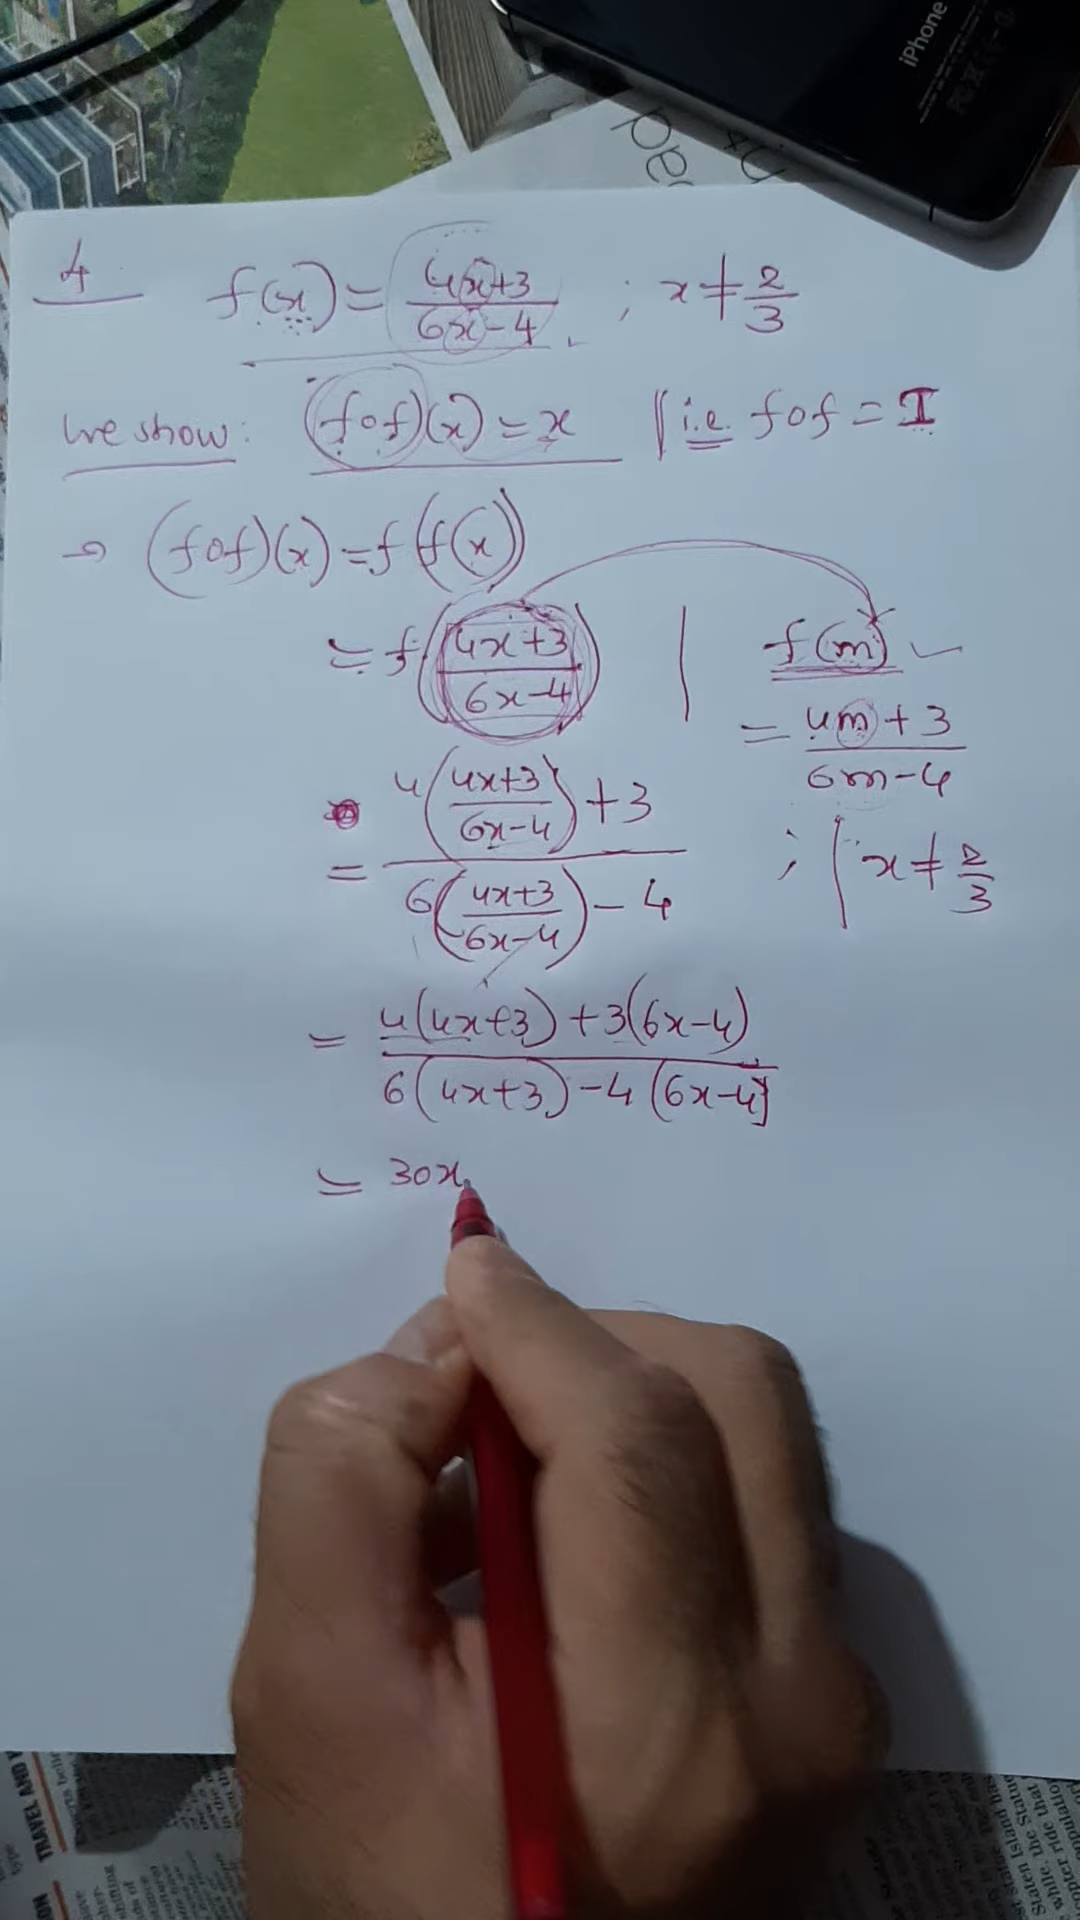 iPhone
4 f(x) = (4x+3)/(6x-4) ; x ≠ 2/3
we show: (fof)(x) = x || i.e. fof = I
→ (fof)(x) = f(f(x))
= f((4x+3)/(6x-4)) | f(m)
= (4m+3)/(6m-4)
= (4((4x+3)/(6x-4))+3)/(6((4x+3)/(6x-4))-4) ; | x ≠ 2/3
= (4(4x+3)+3(6x-4))/(6(4x+3)-4(6x-4))
= 30x
TRAVEL AND